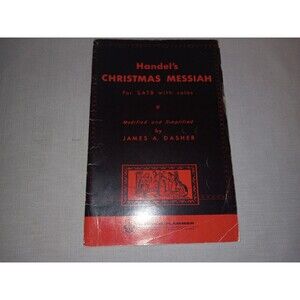 Handel's
CHRISTMAS MESSIAH
For SATB with solos
Modified and Simplified
by
JAMES A. DASHER